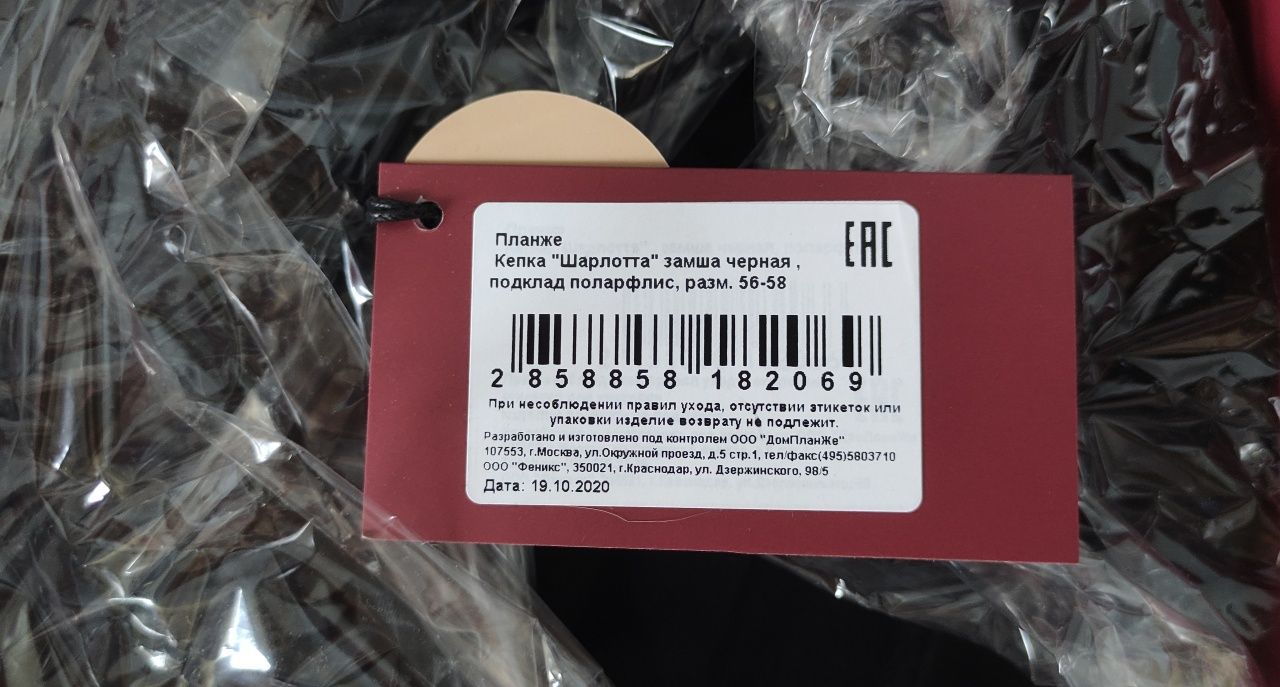 Планже
EAC
Кепка "Шарлотта" замша черная ,
подклад поларфлис, разм. 56-58
2 858858 182069
При несоблюдении правил ухода, отсутствии этикеток или
упаковки изделие возврату не подлежит.
Разработано и изготовлено под контролем ООО "ДомПланЖе"
107553, г.Москва, ул.Окружной проезд, д.5 стр.1, тел/факс(495)5803710
ООО "Феникс", 350021, г.Краснодар, ул. Дзержинского, 98/5
Дата: 19.10.2020